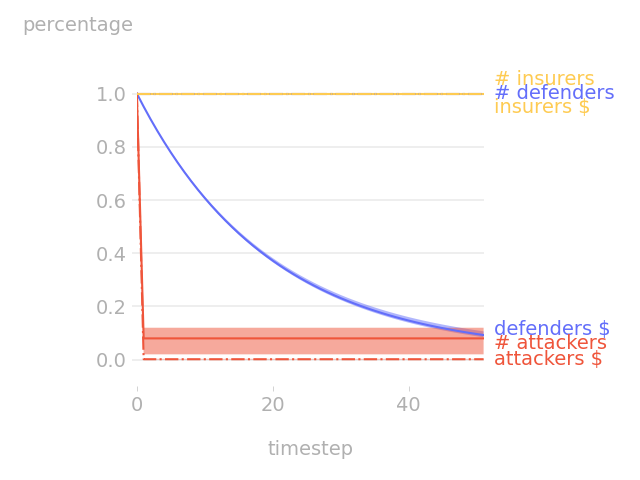 percentage
# insurers
# defenders
insurers $
1.0
0.8
0.6
0.4
0.2
0.0
defenders $
# attackers
attackers $
0
20
40
timestep